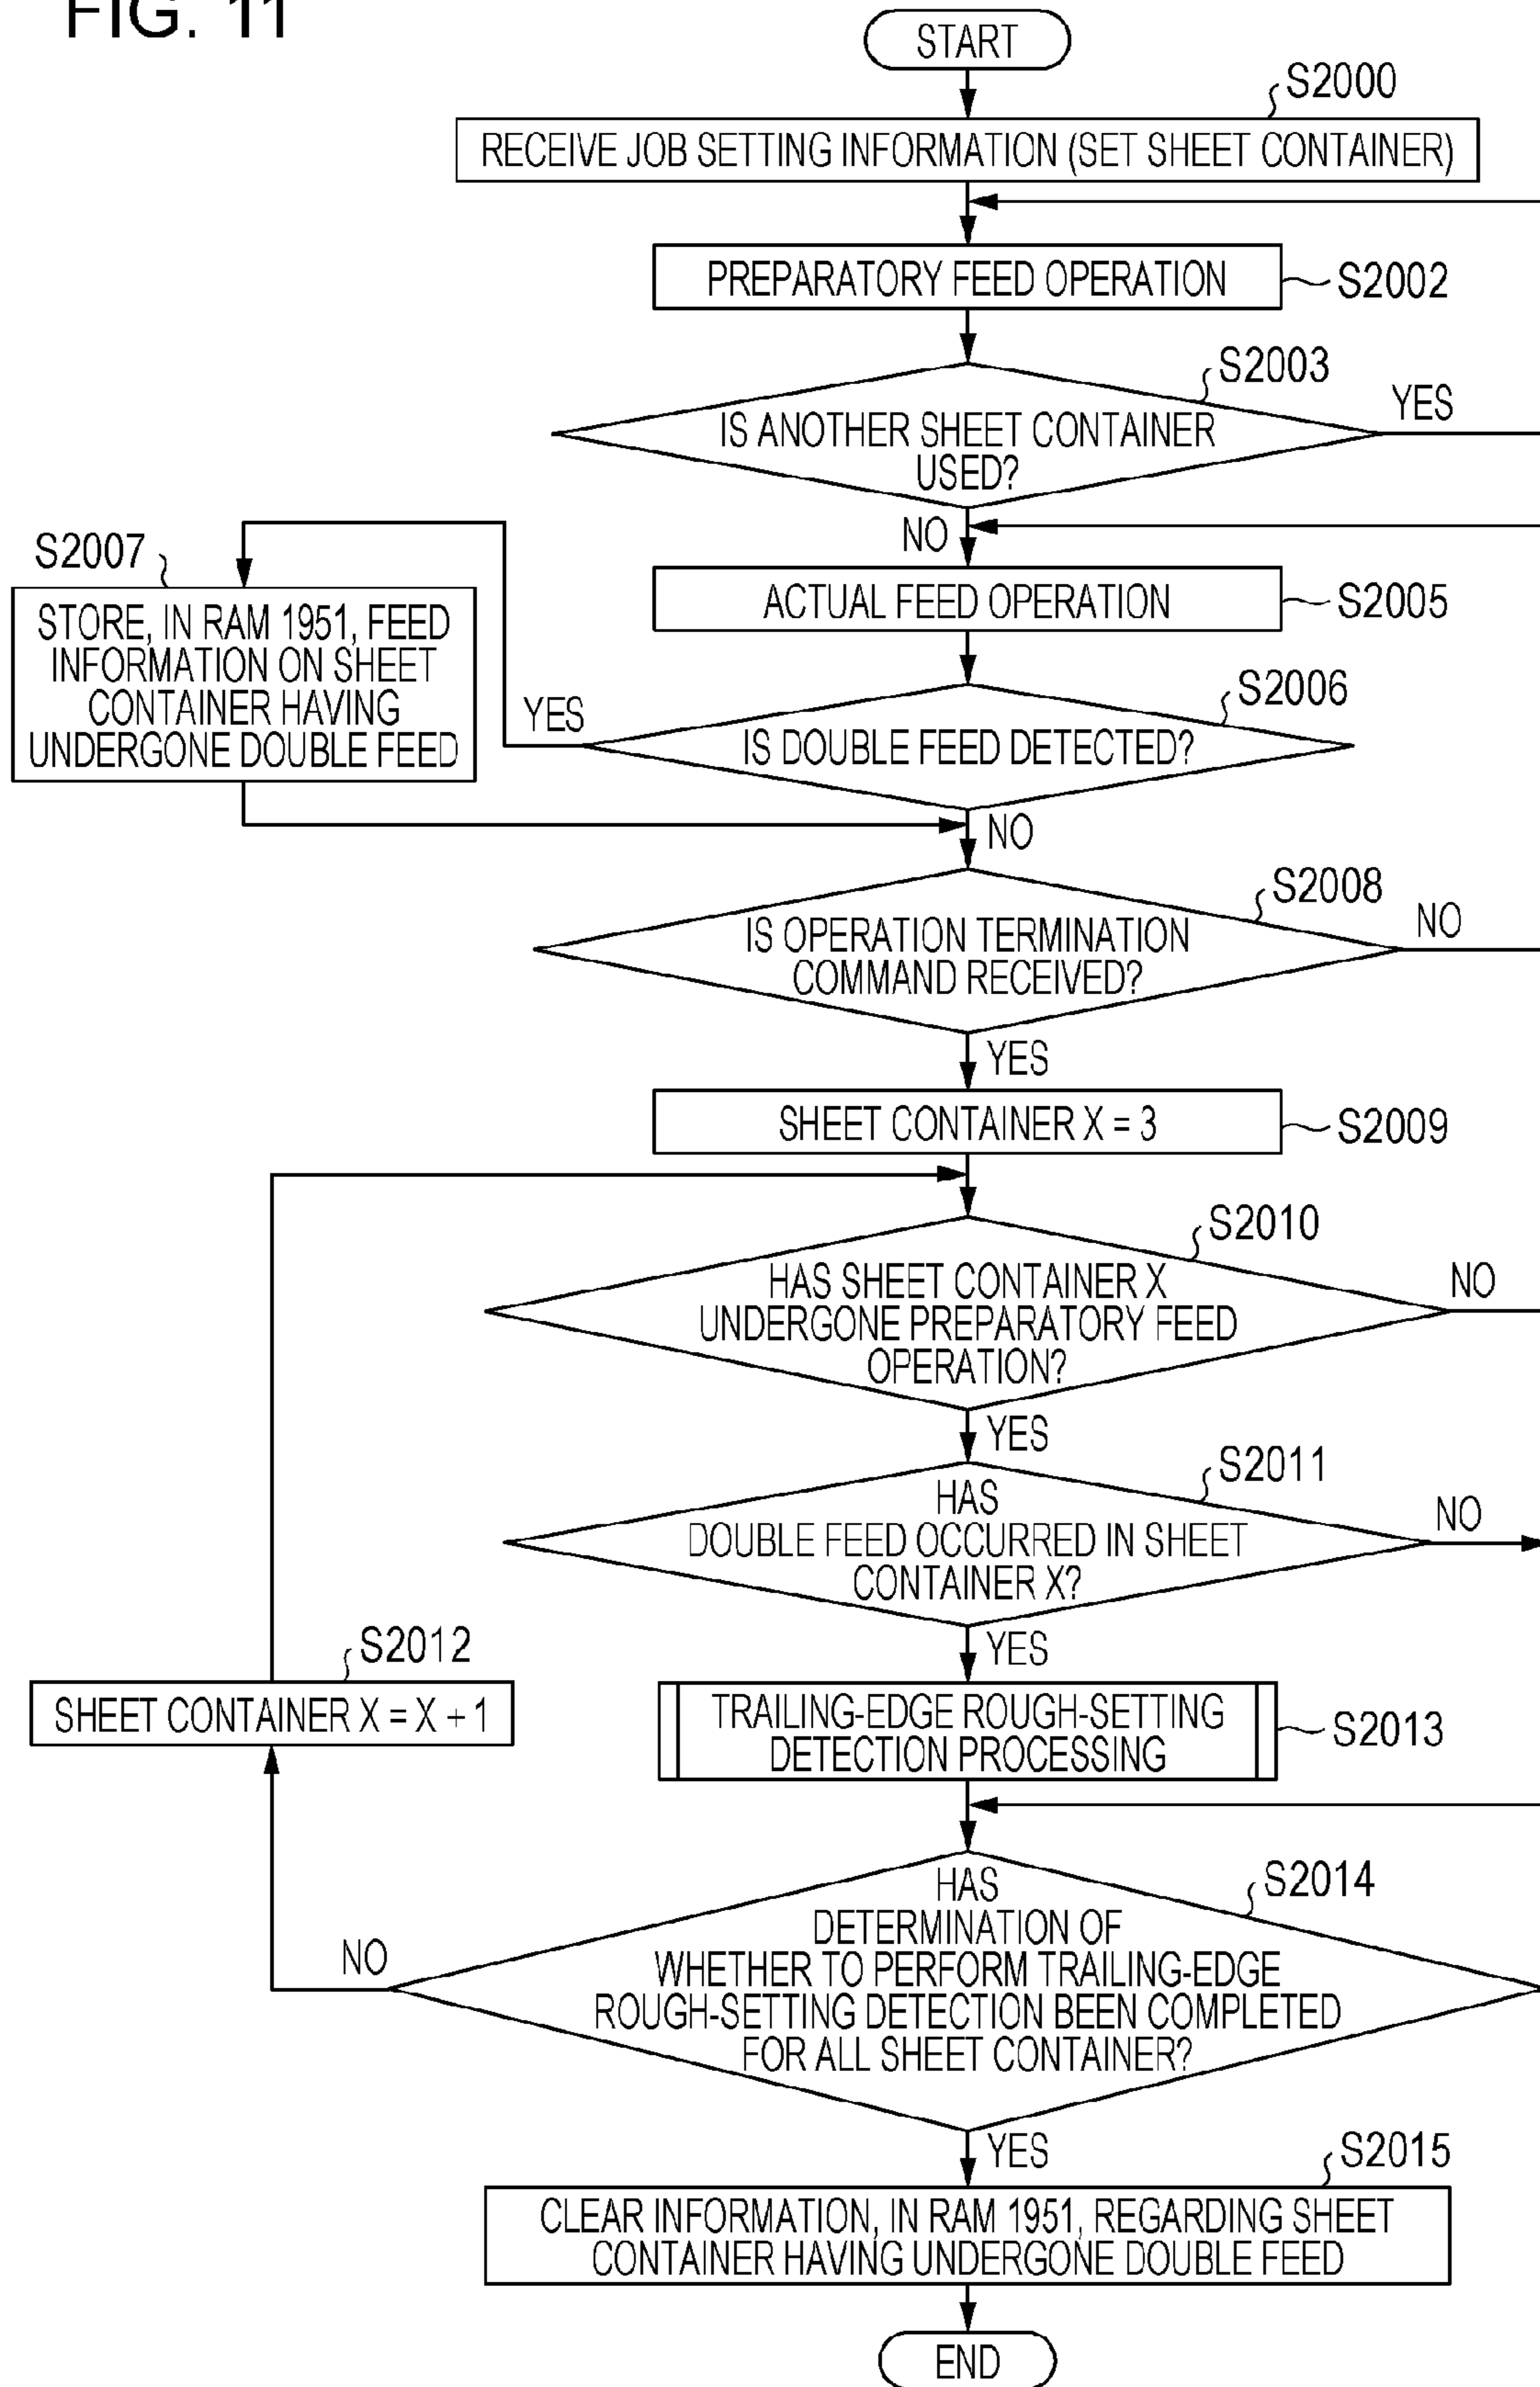 FIG. 11
START
S2000
RECEIVE JOB SETTING INFORMATION (SET SHEET CONTAINER)
PREPARATORY FEED OPERATION
S2002
S2003
IS ANOTHER SHEET CONTAINER
USED?
YES
NO
S2007
STORE, IN RAM 1951, FEED
INFORMATION ON SHEET
CONTAINER HAVING
UNDERGONE DOUBLE FEED
ACTUAL FEED OPERATION
S2005
S2006
YES
IS DOUBLE FEED DETECTED?
NO
S2008
IS OPERATION TERMINATION
COMMAND RECEIVED?
NO
YES
SHEET CONTAINER X = 3
S2009
S2010
HAS SHEET CONTAINER X
UNDERGONE PREPARATORY FEED
OPERATION?
NO
YES
S2011
HAS
DOUBLE FEED OCCURRED IN SHEET
CONTAINER X?
NO
YES
S2012
SHEET CONTAINER X = X + 1
TRAILING-EDGE ROUGH-SETTING
DETECTION PROCESSING
S2013
S2014
HAS
DETERMINATION OF
WHETHER TO PERFORM TRAILING-EDGE
ROUGH-SETTING DETECTION BEEN COMPLETED
FOR ALL SHEET CONTAINER?
NO
YES
S2015
CLEAR INFORMATION, IN RAM 1951, REGARDING SHEET
CONTAINER HAVING UNDERGONE DOUBLE FEED
END